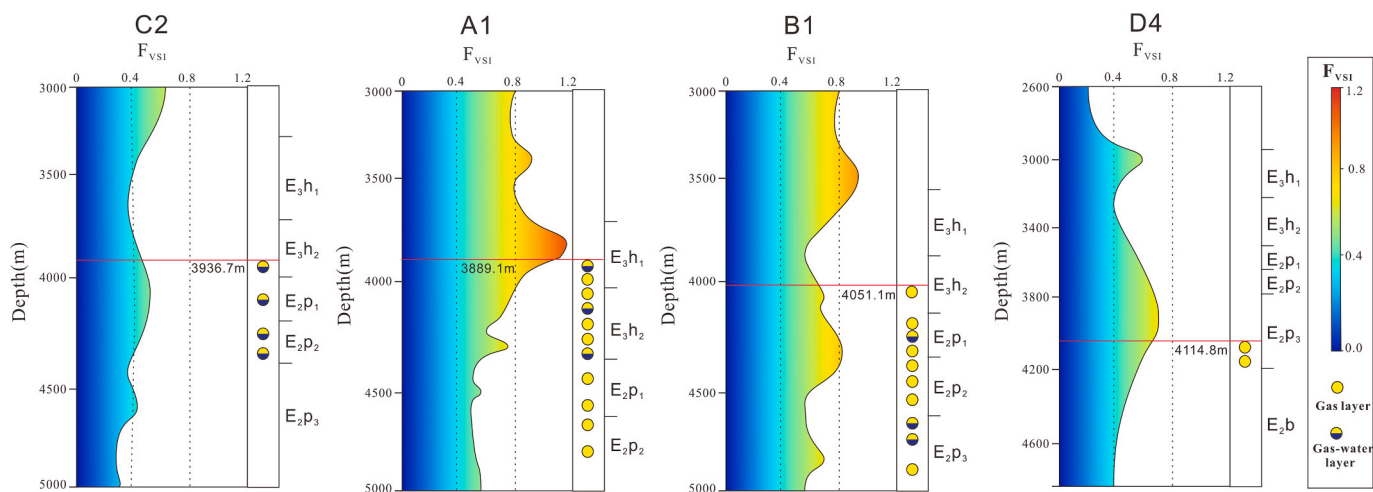 C2
F_VSI
0 0.4 0.8 1.2
3000
3500
4000
4500
5000
Depth(m)
3936.7m
E₃h₁
E₃h₂
E₂p₁
E₂p₂
E₂p₃
A1
F_VSI
0 0.4 0.8 1.2
3000
3500
4000
4500
5000
Depth(m)
3889.1m
E₃h₁
E₃h₂
E₂p₁
E₂p₂
B1
F_VSI
0 0.4 0.8 1.2
3000
3500
4000
4500
5000
Depth(m)
4051.1m
E₃h₁
E₃h₂
E₂p₁
E₂p₂
E₂p₃
D4
F_VSI
0 0.4 0.8 1.2
2600
3000
3400
3800
4200
4600
Depth(m)
4114.8m
E₃h₁
E₃h₂
E₂p₁
E₂p₂
E₂p₃
E₂b
F_VSI
1.2
0.8
0.4
0.0
Gas layer
Gas-water
layer